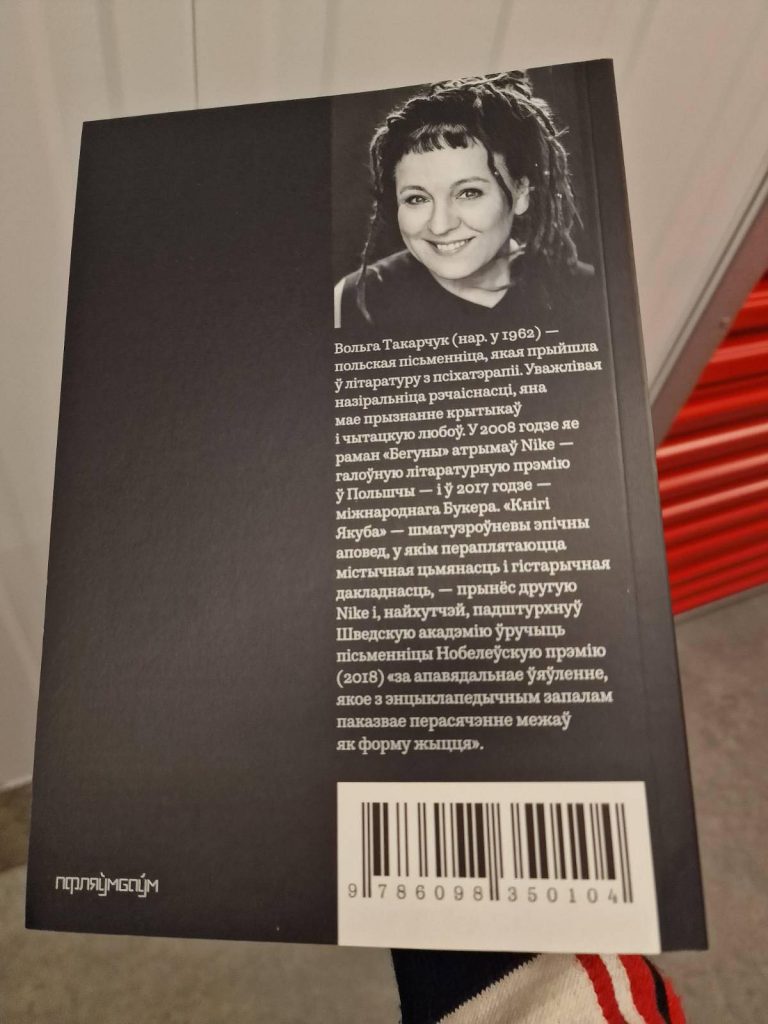 Вольга Такарчук (нар. у 1962) —
польская пісьменніца, якая прыйшла
ў літаратуру з псіхатэрапіі. Уважлівая
назіральніца рэчаіснасці, яна
мае прызнанне крытыкаў
і чытацкую любоў. У 2008 годзе яе
раман «Бегуны» атрымаў Nike —
галоўную літаратурную прэмію
ў Польшчы — і ў 2017 годзе —
міжнароднага Букера. «Кнігі
Якуба» — шматузроўневы эпічны
аповед, у якім пераплятаюцца
містычная цьмянасць і гістарычная
дакладнасць, — прынёс другую
Nike і, найхутчэй, падштурхнуў
Шведскую акадэмію ўручыць
пісьменніцы Нобелеўскую прэмію
(2018) «за апавядальнае ўяўленне,
якое з энцыклапедычным запалам
паказвае перасячэнне межаў
як форму жыцця».
пфляўмбаўм
9 786098 350104